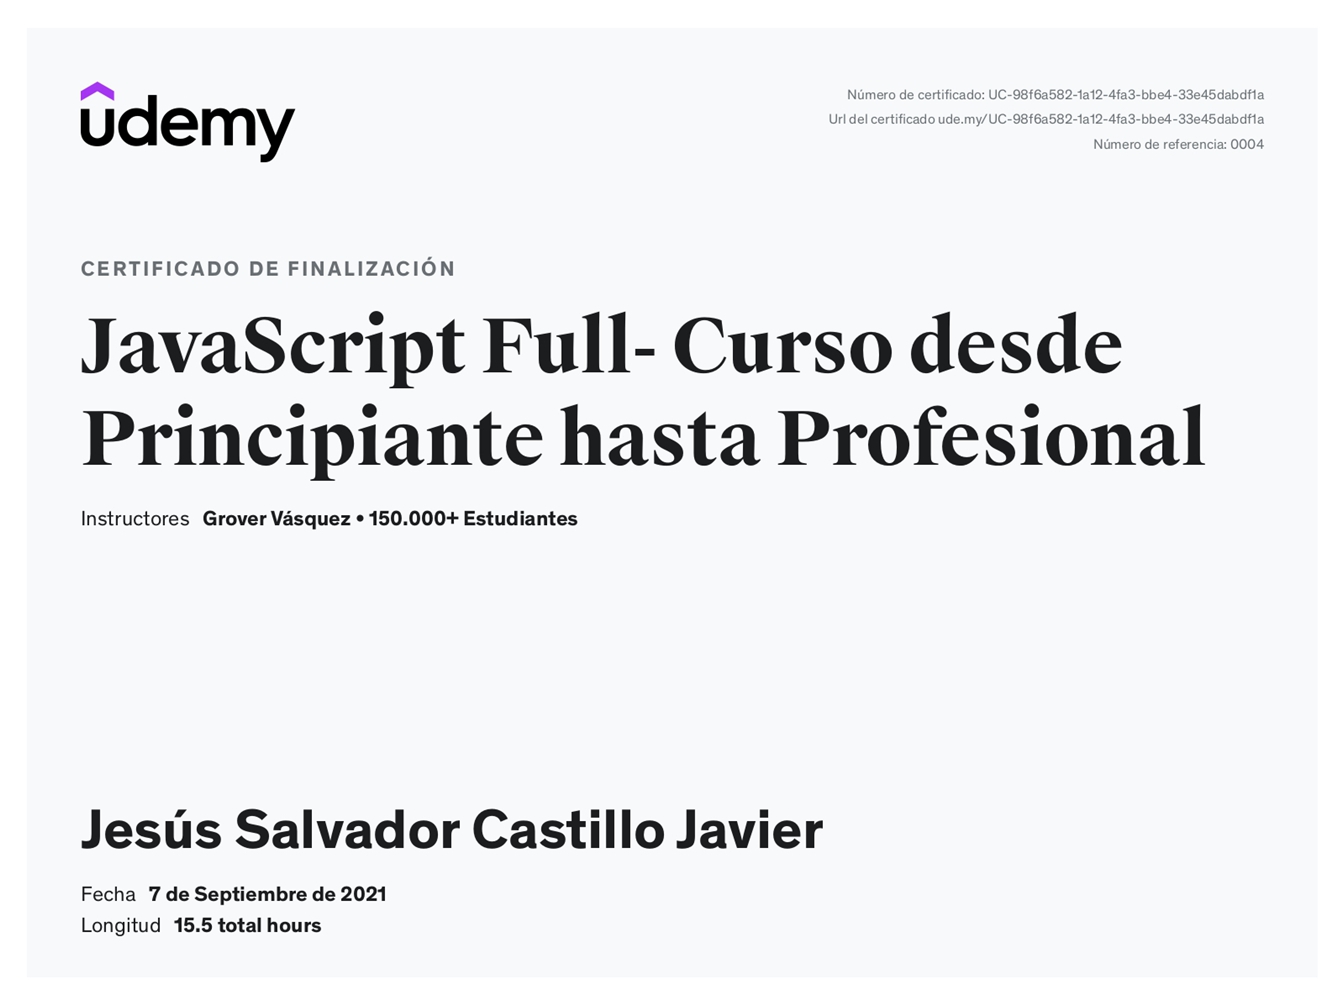 udemy
Número de certificado: UC-98f6a582-1a12-4fa3-bbe4-33e45dabdf1a
Url del certificado ude.my/UC-98f6a582-1a12-4fa3-bbe4-33e45dabdf1a
Número de referencia: 0004
CERTIFICADO DE FINALIZACIÓN
JavaScript Full- Curso desde
Principiante hasta Profesional
Instructores Grover Vásquez • 150.000+ Estudiantes
Jesús Salvador Castillo Javier
Fecha 7 de Septiembre de 2021
Longitud 15.5 total hours